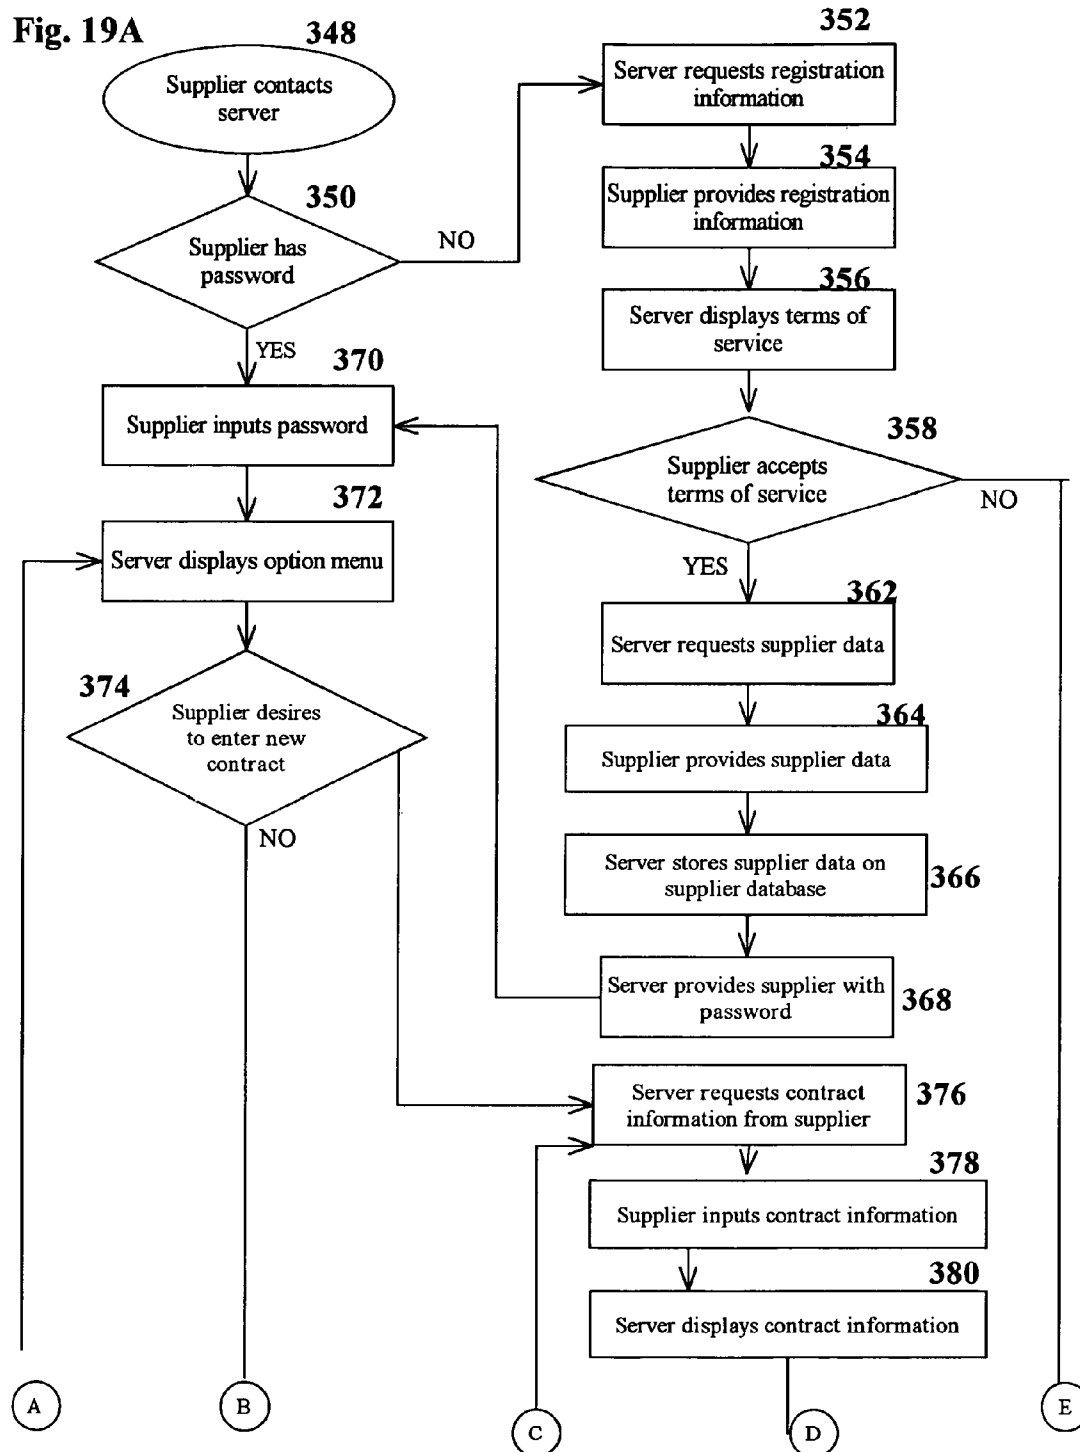 Fig. 19A
348
Supplier contacts
server
350
Supplier has
password
NO
YES
352
Server requests registration
information
354
Supplier provides registration
information
356
Server displays terms of
service
358
Supplier accepts
terms of service
NO
YES
370
Supplier inputs password
372
Server displays option menu
374
Supplier desires
to enter new
contract
NO
362
Server requests supplier data
364
Supplier provides supplier data
Server stores supplier data on
supplier database
366
Server provides supplier with
password
368
Server requests contract
information from supplier
376
378
Supplier inputs contract information
380
Server displays contract information
A
B
C
D
E